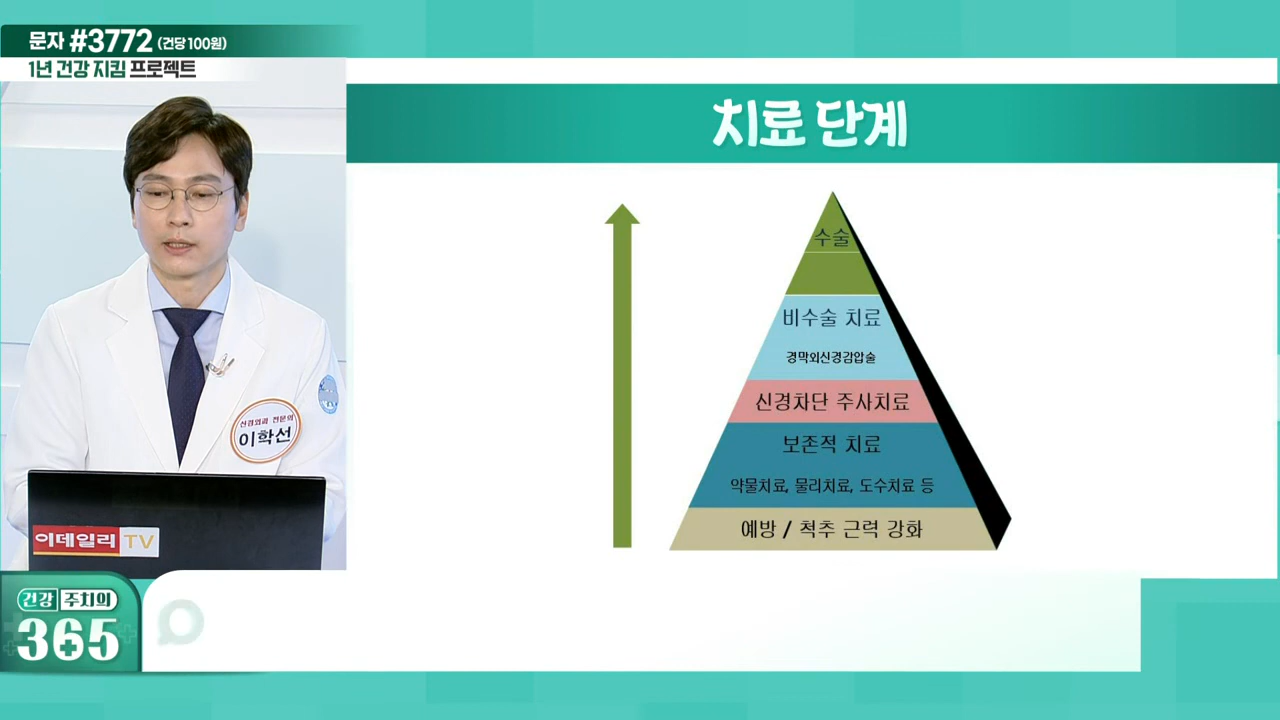 문자 #3772 (건당 100원)
1년 건강 지킴 프로젝트
치료 단계
수술
비수술 치료
경막외신경감압술
신경차단 주사치료
보존적 치료
약물치료, 물리치료, 도수치료 등
예방 / 척추 근력 강화
신경외과 전문의
이학선
이데일리 TV
건강 주치의
365